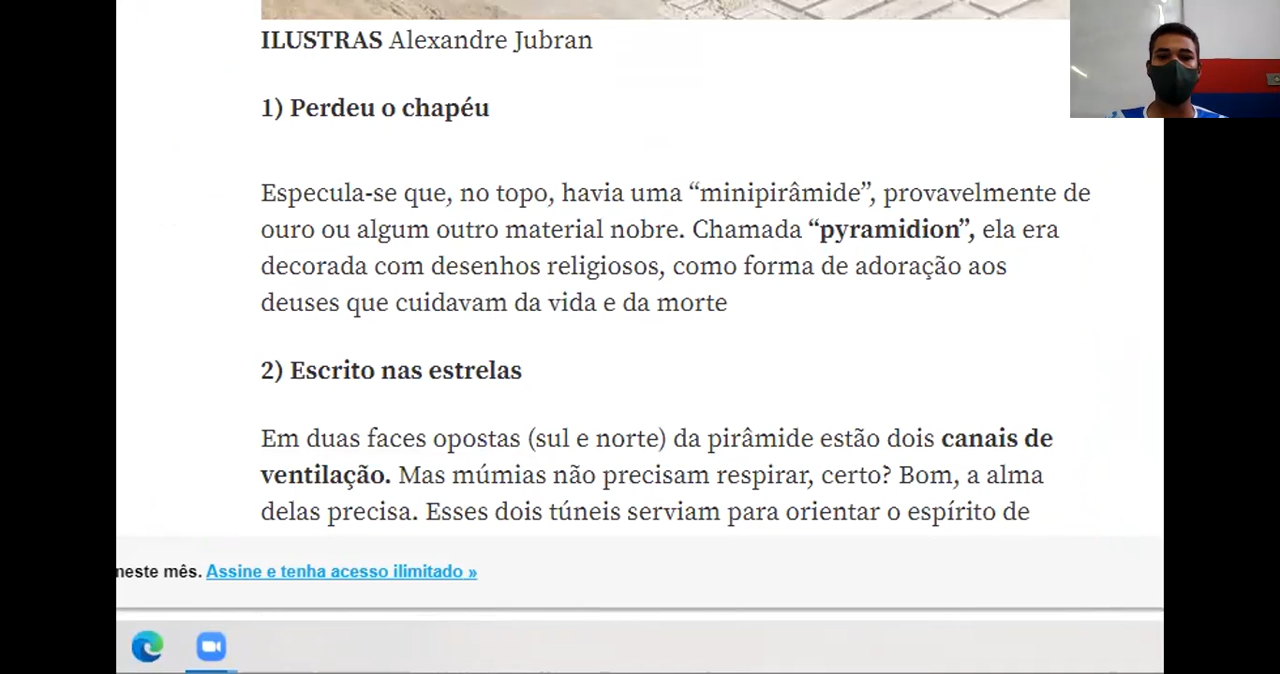 ILUSTRAS Alexandre Jubran
1) Perdeu o chapéu
Especula-se que, no topo, havia uma “minipirâmide”, provavelmente de
ouro ou algum outro material nobre. Chamada “pyramidion”, ela era
decorada com desenhos religiosos, como forma de adoração aos
deuses que cuidavam da vida e da morte
2) Escrito nas estrelas
Em duas faces opostas (sul e norte) da pirâmide estão dois canais de
ventilação. Mas múmias não precisam respirar, certo? Bom, a alma
delas precisa. Esses dois túneis serviam para orientar o espírito de
neste mês. Assine e tenha acesso ilimitado »